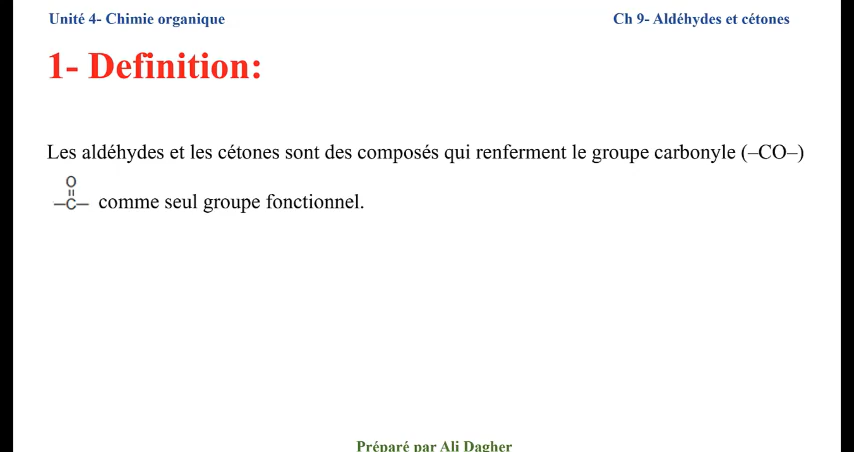 Unité 4- Chimie organique
Ch 9- Aldéhydes et cétones
1- Definition:
Les aldéhydes et les cétones sont des composés qui renferment le groupe carbonyle (–CO–)
O
–C– comme seul groupe fonctionnel.
Préparé par Ali Dagher